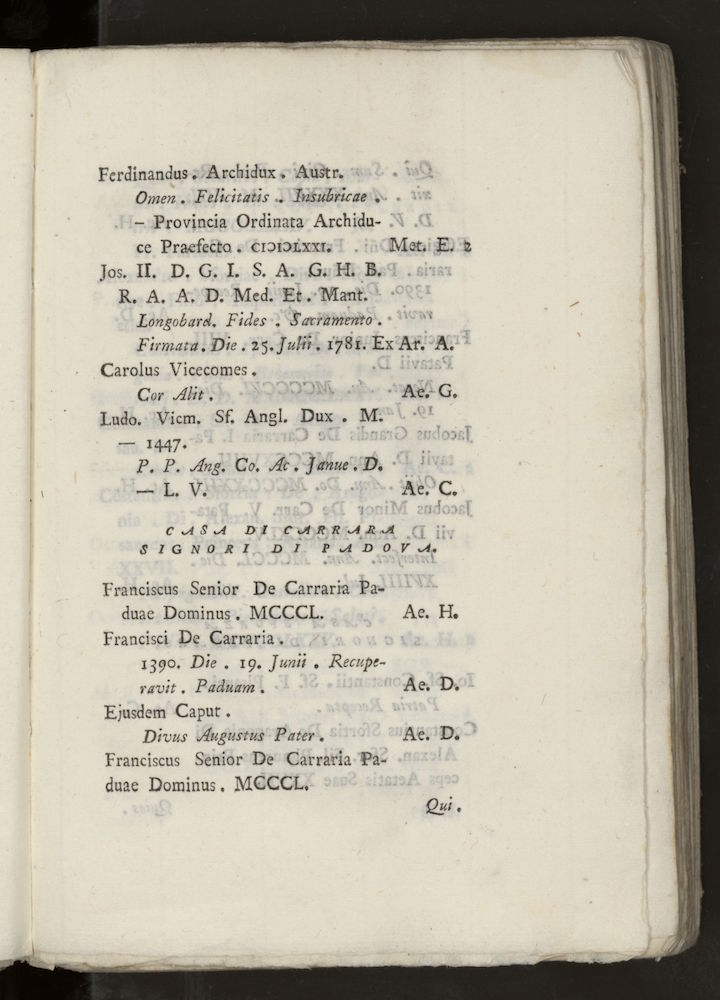 Ferdinandus. Archidux. Austr.
Omen. Felicitatis.. Insubricae.
— Provincia Ordinata Archidu-
ce Praefecto. CIƆIƆLXXI. Met. E. 2
Jos. II. D. G. I. S. A. G. H. B.
R. A. A. D. Med. Et. Mant.
Longobard. Fides. Sacramento.
Firmata. Die. 25. Julii. 1781. Ex Ar. A.
Carolus Vicecomes.
Cor Alit. Ae. G.
Ludo. Vicm. Sf. Angl. Dux. M.
— 1447.
P. P. Ang. Co. Ac. Janue. D.
— L. V. Ae. C.
CASA DI CARRARA
SIGNORI DI PADOVA.
Franciscus Senior De Carraria Pa-
duae Dominus. MCCCL. Ae. H.
Francisci De Carraria.
1390. Die. 19. Junii. Recupe-
ravit. Paduam. Ae. D.
Ejusdem Caput.
Divus Augustus Pater. Ae. D.
Franciscus Senior De Carraria Pa-
duae Dominus. MCCCL.
Qui.